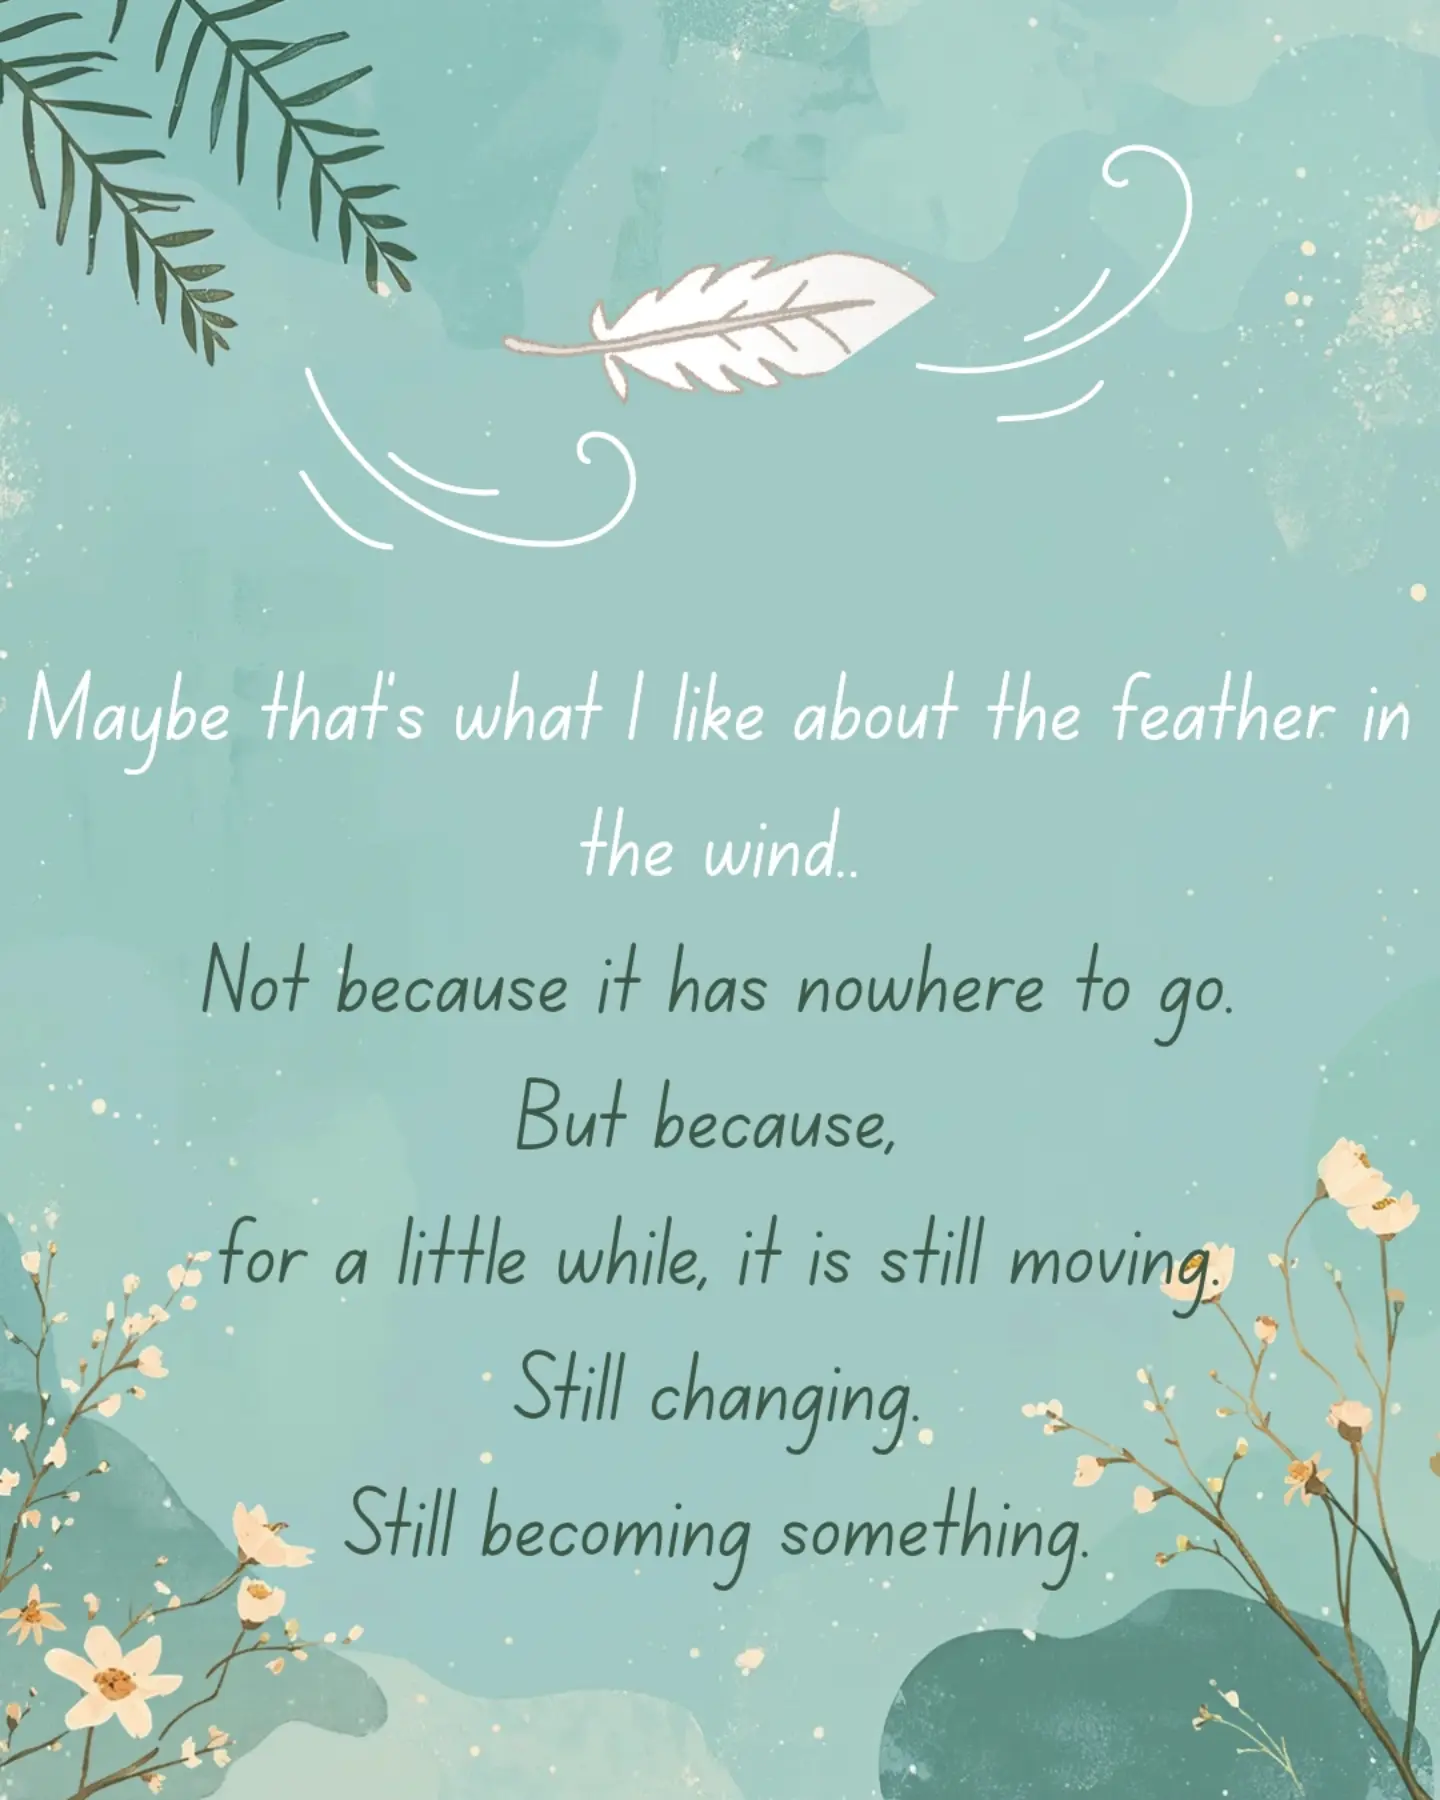 Maybe that's what I like about the feather in
the wind..
Not because it has nowhere to go.
But because,
for a little while, it is still moving.
Still changing.
Still becoming something.